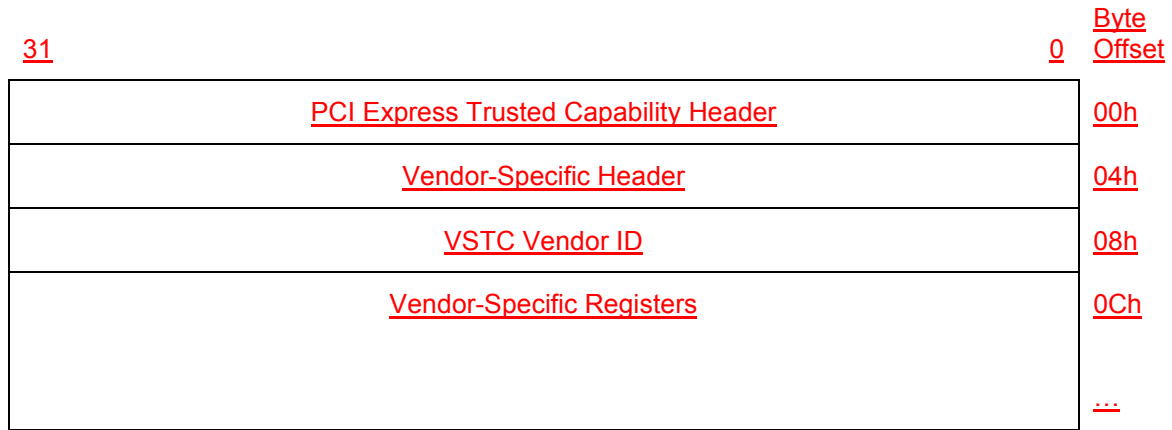 Byte
31 0 Offset
PCI Express Trusted Capability Header 00h
Vendor-Specific Header 04h
VSTC Vendor ID 08h
Vendor-Specific Registers 0Ch
…